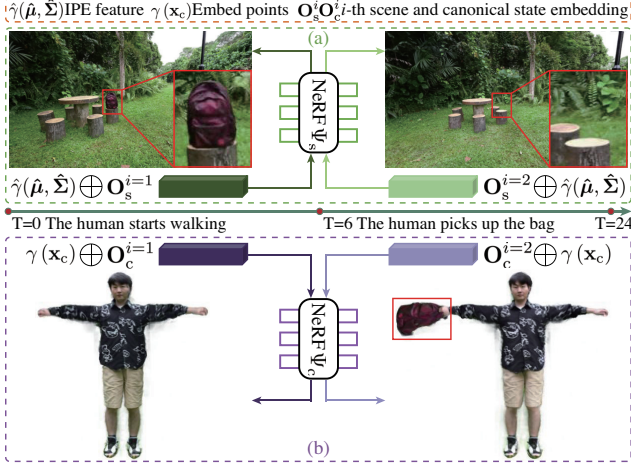 γ̂(μ̂,Σ̂)IPE feature γ(x_c)Embed points O_s^i O_c^i i-th scene and canonical state embedding
(a)
NeRF Ψ_s
γ̂(μ̂,Σ̂)⊕O_s^{i=1} O_s^{i=2}⊕γ̂(μ̂,Σ̂)
T=0 The human starts walking T=6 The human picks up the bag T=24
γ(x_c)⊕O_c^{i=1} O_c^{i=2}⊕γ(x_c)
NeRF Ψ_c
(b)